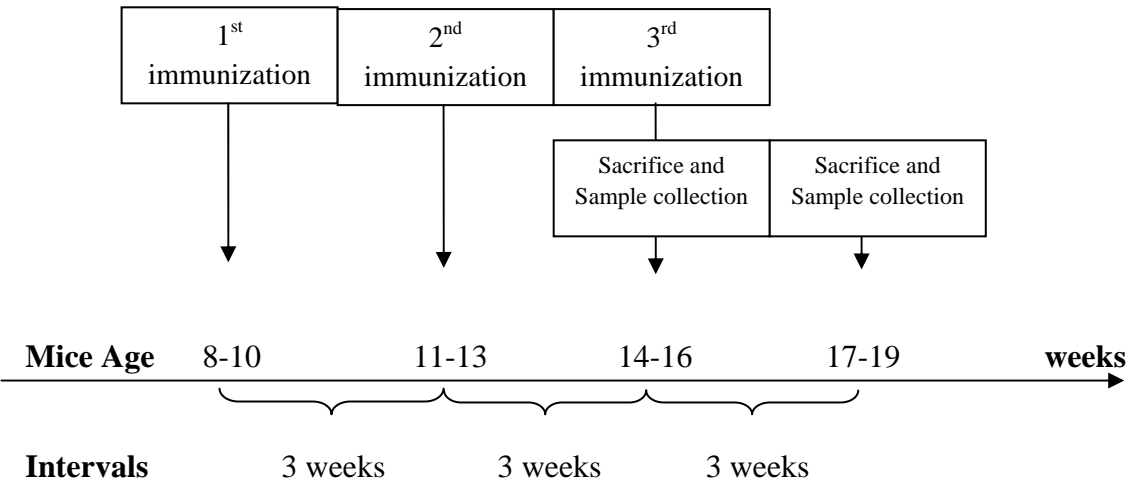 1st
immunization
2nd
immunization
3rd
immunization
Sacrifice and
Sample collection
Sacrifice and
Sample collection
Mice Age 8-10 11-13 14-16 17-19 weeks
Intervals 3 weeks 3 weeks 3 weeks